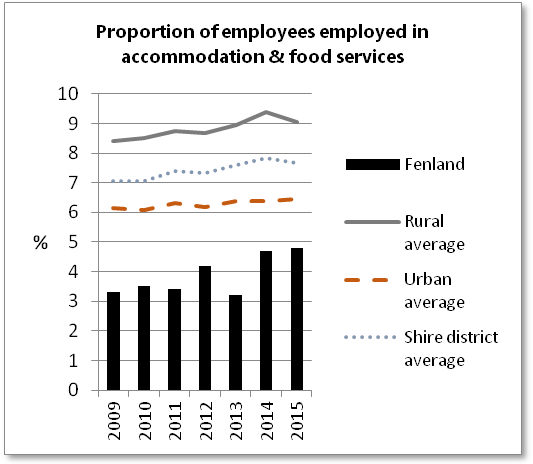 Proportion of employees employed in
accommodation & food services
10
9
8
7
6
5
4
3
2
1
0
%
2009
2010
2011
2012
2013
2014
2015
Fenland
Rural
average
Urban
average
Shire district
average